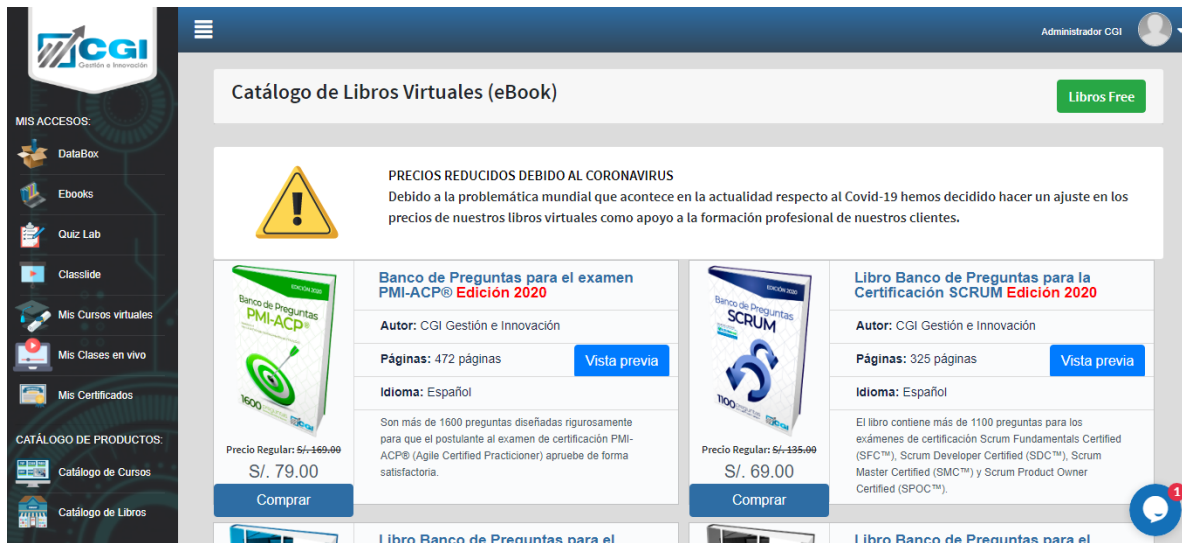 CGI
Gestión e Innovación
Administrador CGI
MIS ACCESOS:
DataBox
Ebooks
Quiz Lab
Classlide
Mis Cursos virtuales
Mis Clases en vivo
Mis Certificados
CATÁLOGO DE PRODUCTOS:
Catálogo de Cursos
Catálogo de Libros
Catálogo de Libros Virtuales (eBook)
Libros Free
PRECIOS REDUCIDOS DEBIDO AL CORONAVIRUS
Debido a la problemática mundial que acontece en la actualidad respecto al Covid-19 hemos decidido hacer un ajuste en los
precios de nuestros libros virtuales como apoyo a la formación profesional de nuestros clientes.
EDICIÓN 2020
Banco de Preguntas
PMI-ACP®
1600
CGI
Precio Regular: S/. 169.00
S/. 79.00
Comprar
Banco de Preguntas para el examen
PMI-ACP® Edición 2020
Autor: CGI Gestión e Innovación
Páginas: 472 páginas
Vista previa
Idioma: Español
Son más de 1600 preguntas diseñadas rigurosamente
para que el postulante al examen de certificación PMI-
ACP® (Agile Certified Practicioner) apruebe de forma
satisfactoria.
EDICIÓN 2020
Banco de Preguntas
SCRUM
1100
CGI
Precio Regular: S/. 135.00
S/. 69.00
Comprar
Libro Banco de Preguntas para la
Certificación SCRUM Edición 2020
Autor: CGI Gestión e Innovación
Páginas: 325 páginas
Vista previa
Idioma: Español
El libro contiene más de 1100 preguntas para los
exámenes de certificación Scrum Fundamentals Certified
(SFC™), Scrum Developer Certified (SDC™), Scrum
Master Certified (SMC™) y Scrum Product Owner
Certified (SPOC™).
1
Libro Banco de Preguntas para el
Libro Banco de Preguntas para el